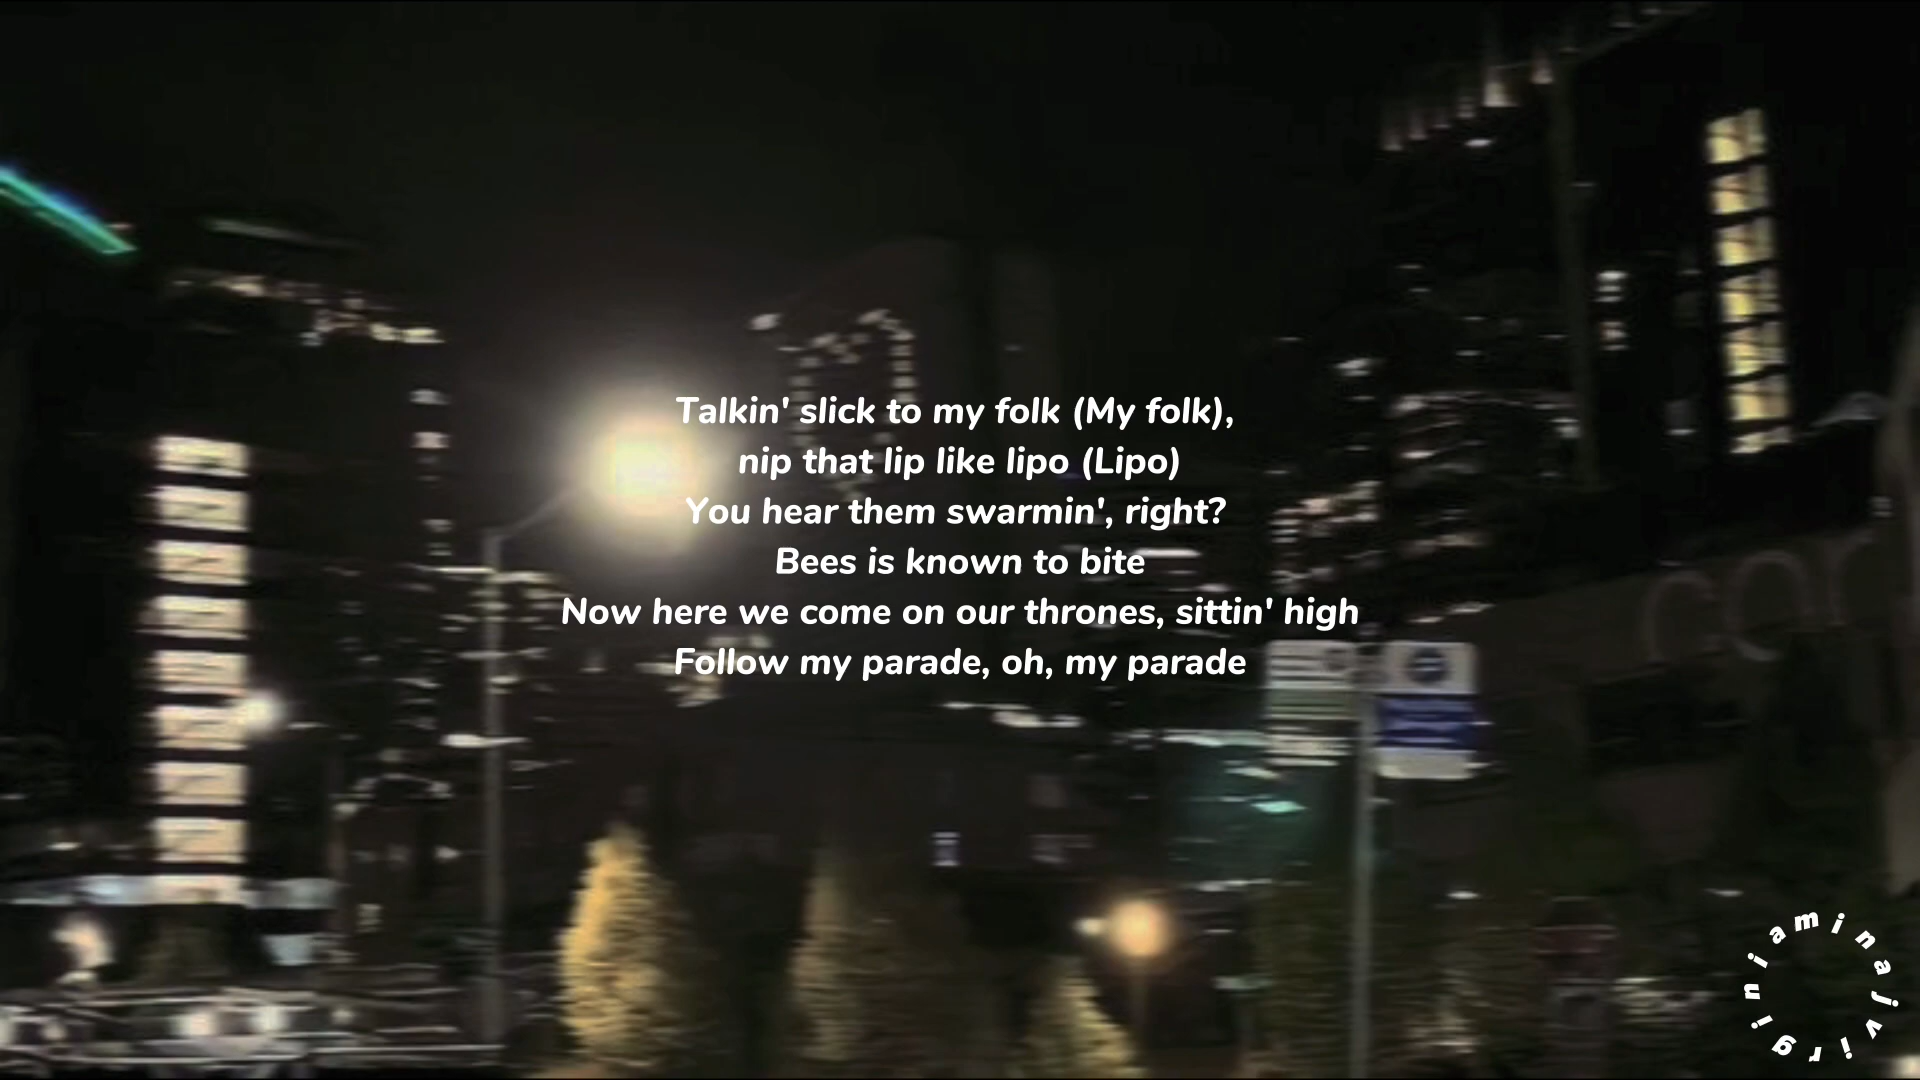 Talkin' slick to my folk (My folk),
nip that lip like lipo (Lipo)
You hear them swarmin', right?
Bees is known to bite
Now here we come on our thrones, sittin' high
Follow my parade, oh, my parade